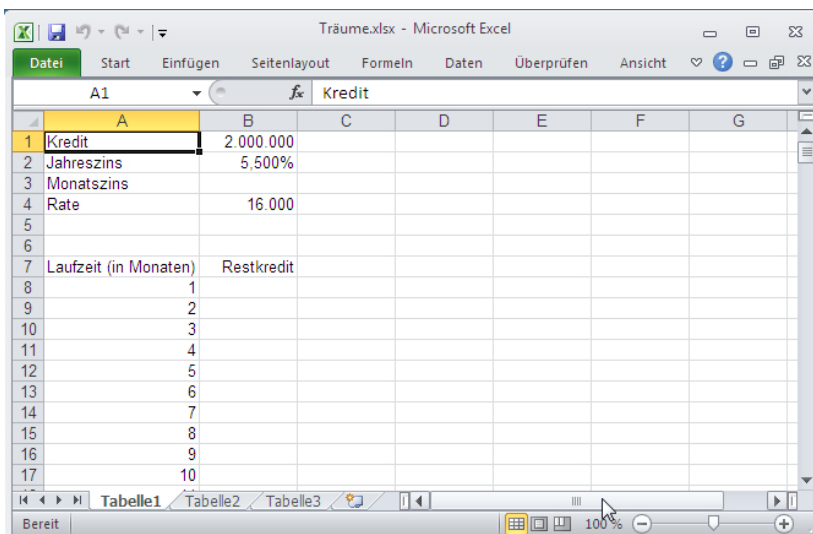 Träume.xlsx - Microsoft Excel
Datei Start Einfügen Seitenlayout Formeln Daten Überprüfen Ansicht
A1 fx Kredit
A B C D E F G
1 Kredit 2.000.000
2 Jahreszins 5,500%
3 Monatszins
4 Rate 16.000
5
6
7 Laufzeit (in Monaten) Restkredit
8 1
9 2
10 3
11 4
12 5
13 6
14 7
15 8
16 9
17 10
Tabelle1 Tabelle2 Tabelle3
Bereit 100 %